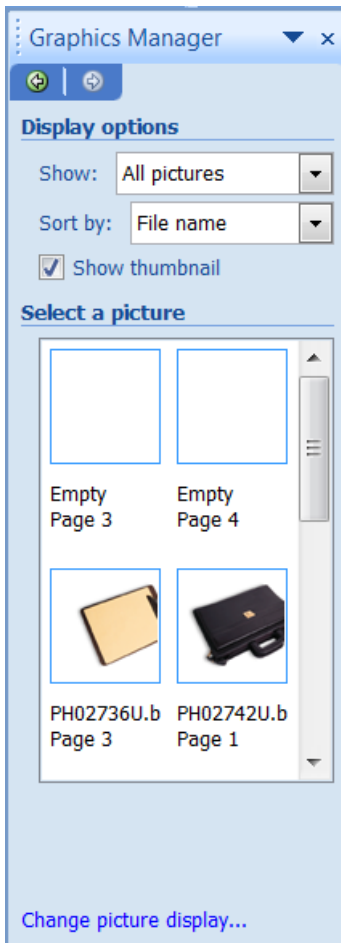 Graphics Manager
Display options
Show: All pictures
Sort by: File name
Show thumbnail
Select a picture
Empty Empty
Page 3 Page 4
PH02736U.b PH02742U.b
Page 3 Page 1
Change picture display...